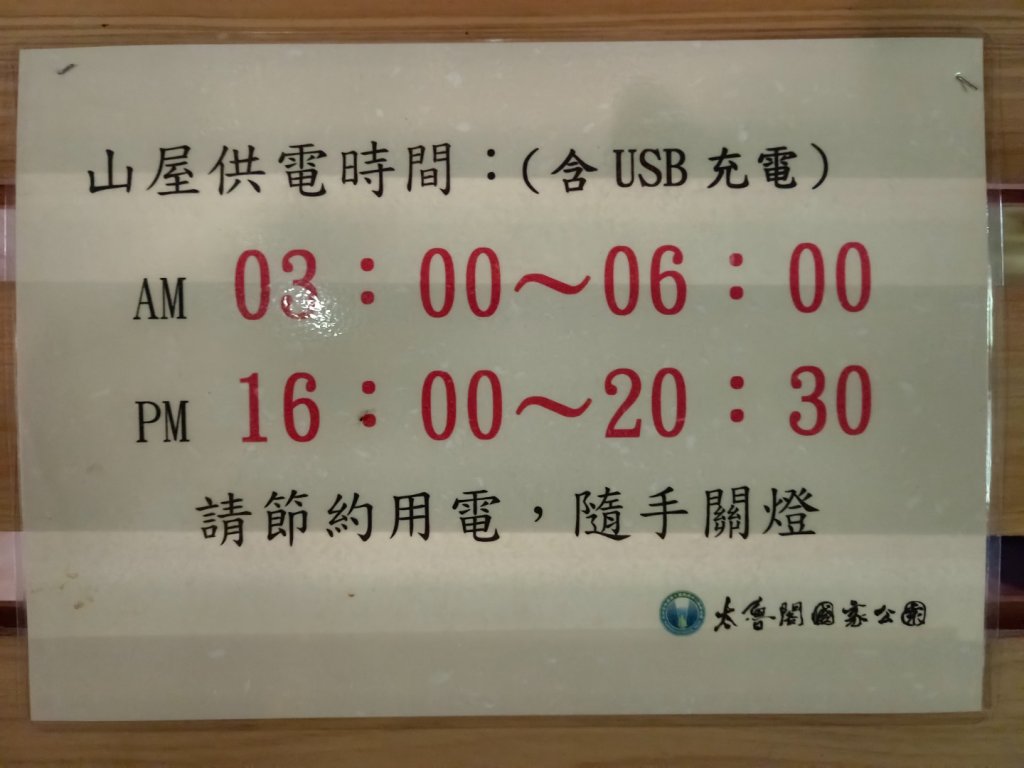 山屋供電時間：(含 USB 充電)
AM 03：00～06：00
PM 16：00～20：30
請節約用電，隨手關燈
太魯閣國家公園